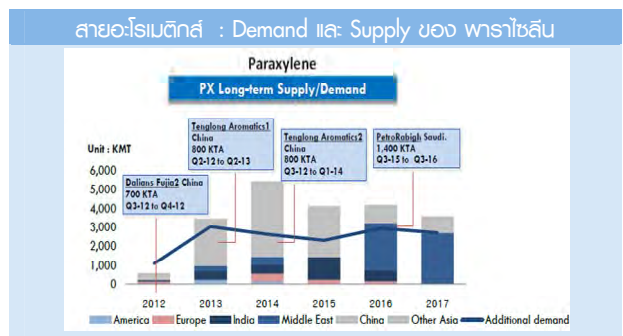 สายอะโรเมติกส์ : Demand และ Supply ของ พาราไซลีน
Paraxylene
PX Long-term Supply/Demand
Unit : KMT
Tenglong Aromatics1
China
800 KTA
Q2-12 to Q2-13
Tenglong Aromatics2
China
800 KTA
Q3-12 to Q1-14
PetroRabigh Saudi.
1,400 KTA
Q3-15 to Q3-16
Dalians Fujia2 China
700 KTA
Q3-12 to Q4-12
6,000
5,000
4,000
3,000
2,000
1,000
0
2012 2013 2014 2015 2016 2017
America Europe India Middle East China Other Asia Additional demand